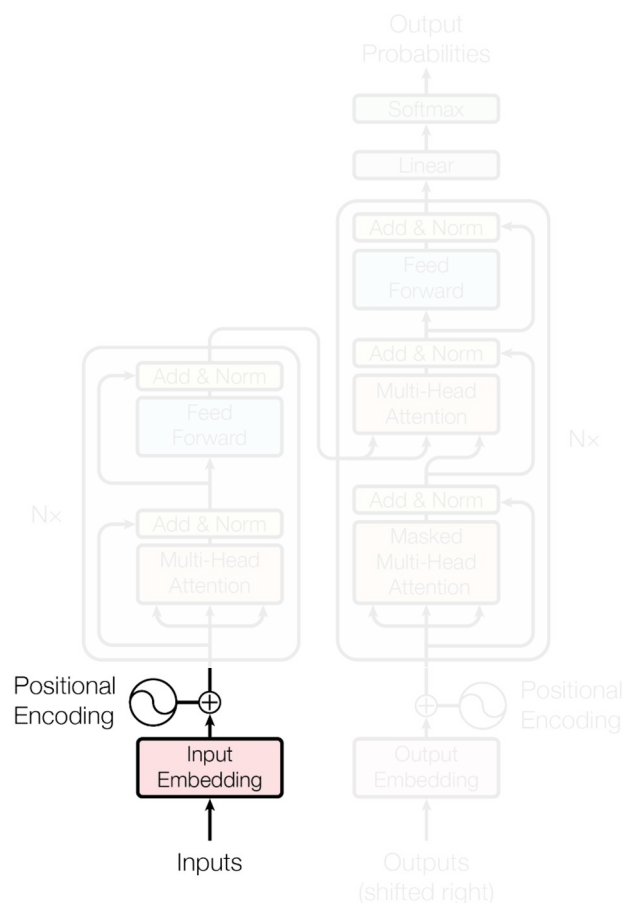 Output
Probabilities
Softmax
Linear
Add & Norm
Feed
Forward
Add & Norm
Multi-Head
Attention
Add & Norm
Feed
Forward
N×
Add & Norm
Masked
Multi-Head
Attention
N×
Add & Norm
Multi-Head
Attention
Positional
Encoding
Positional
Encoding
Input
Embedding
Output
Embedding
Inputs
Outputs
(shifted right)